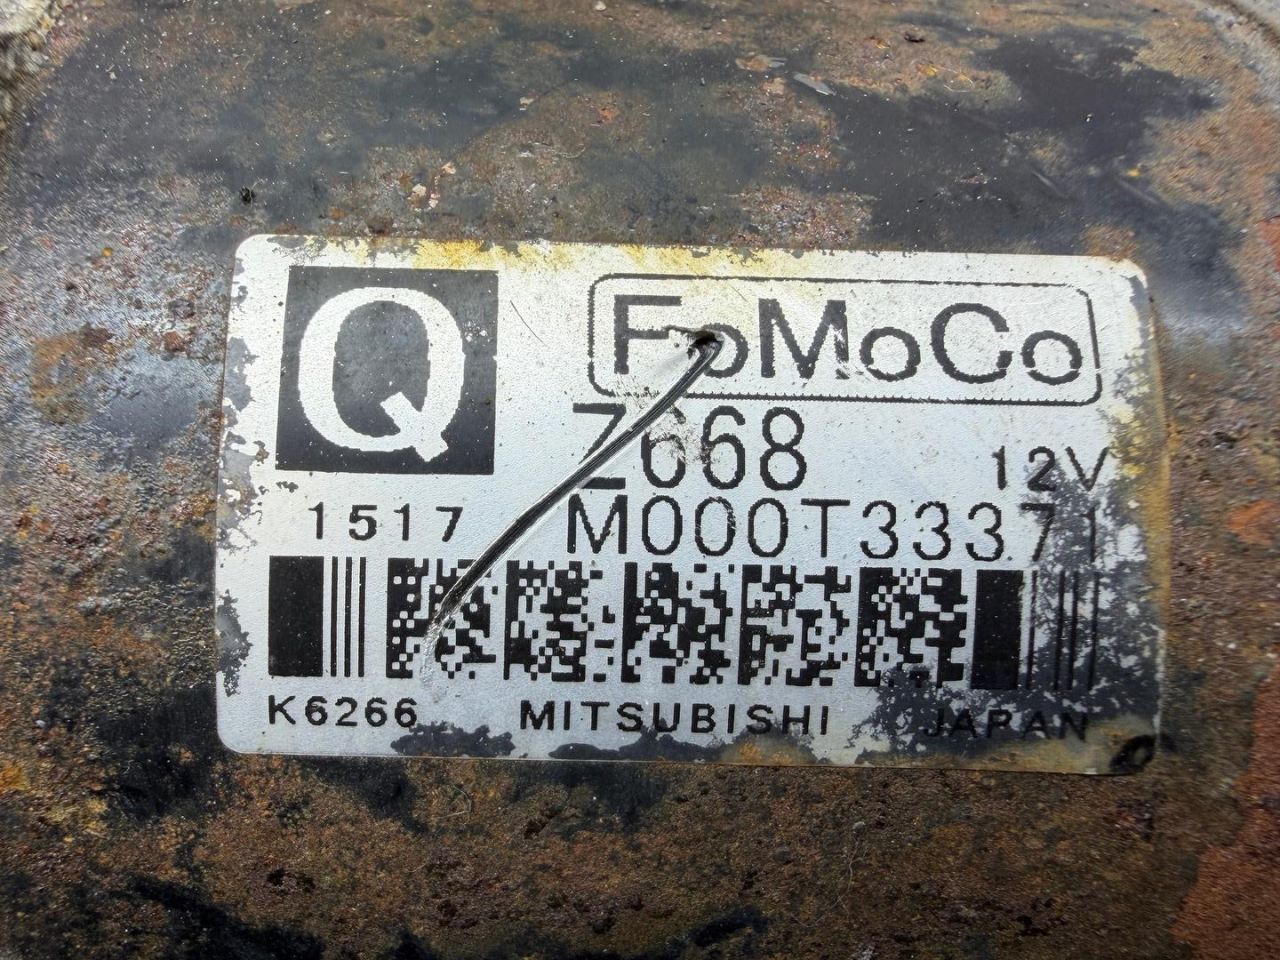 Q
FoMoCo
Z668
12V
1517
M000T33371
K6266
MITSUBISHI
JAPAN